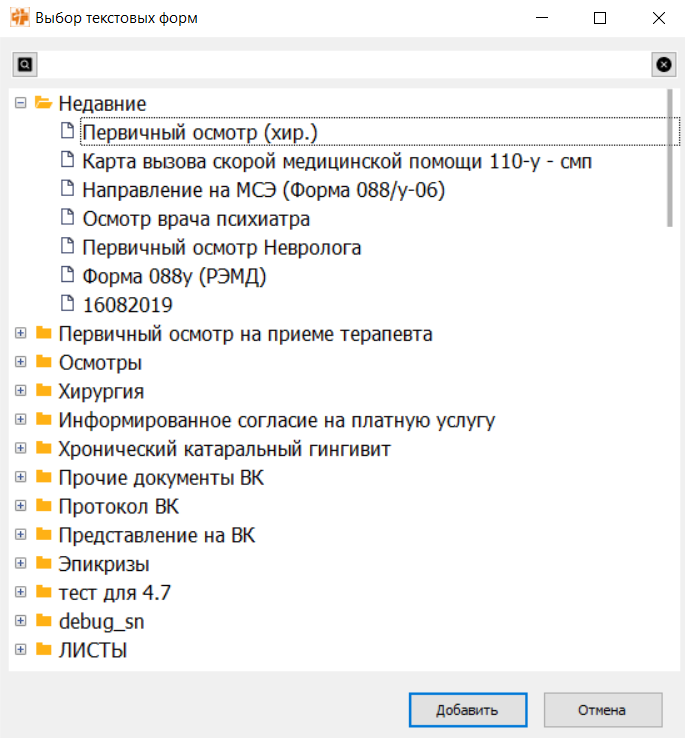 Выбор текстовых форм
Недавние
Первичный осмотр (хир.)
Карта вызова скорой медицинской помощи 110-у - смп
Направление на МСЭ (Форма 088/у-06)
Осмотр врача психиатра
Первичный осмотр Невролога
Форма 088у (РЭМД)
16082019
Первичный осмотр на приеме терапевта
Осмотры
Хирургия
Информированное согласие на платную услугу
Хронический катаральный гингивит
Прочие документы ВК
Протокол ВК
Представление на ВК
Эпикризы
тест для 4.7
debug_sn
ЛИСТЫ
Добавить
Отмена